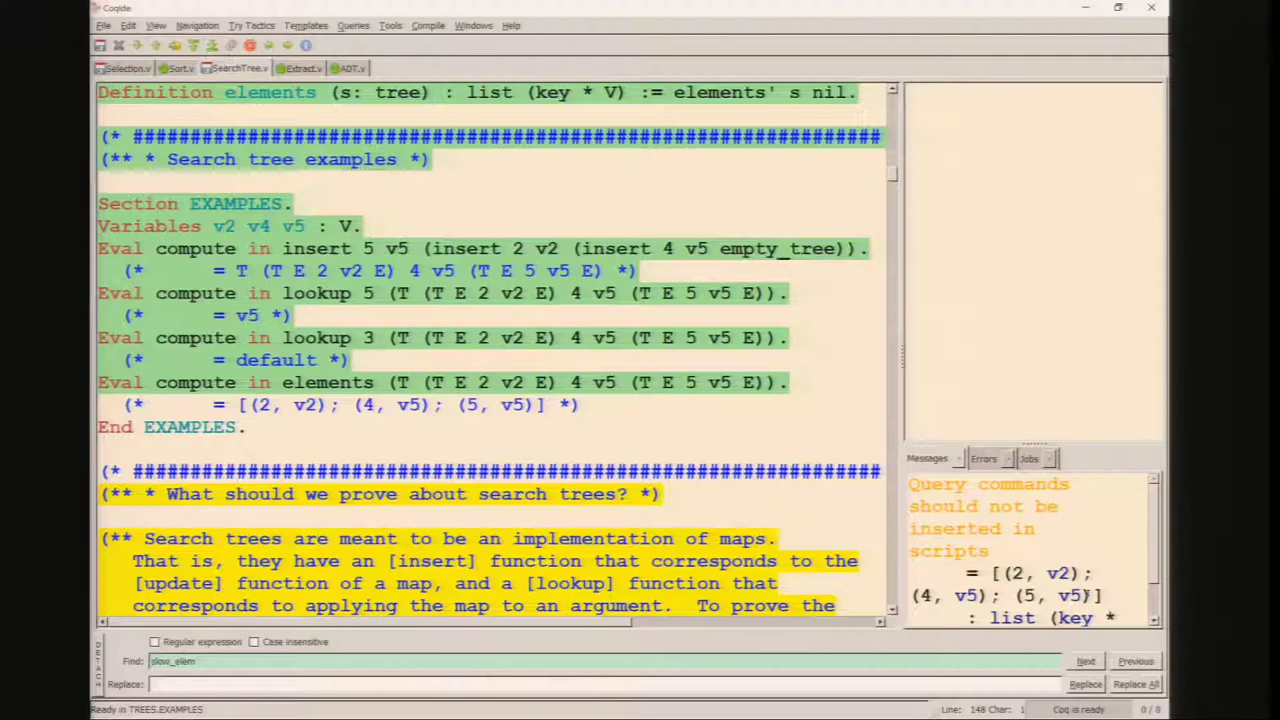 Coqide
File Edit View Navigation Try Tactics Templates Queries Tools Compile Windows Help
Selection.v Sort.v SearchTree.v Extract.v ADT.v
Definition elements (s: tree) : list (key * V) := elements' s nil.
(* #################################################################
(** * Search tree examples *)
Section EXAMPLES.
Variables v2 v4 v5 : V.
Eval compute in insert 5 v5 (insert 2 v2 (insert 4 v5 empty_tree)).
(* = T (T E 2 v2 E) 4 v5 (T E 5 v5 E) *)
Eval compute in lookup 5 (T (T E 2 v2 E) 4 v5 (T E 5 v5 E)).
(* = v5 *)
Eval compute in lookup 3 (T (T E 2 v2 E) 4 v5 (T E 5 v5 E)).
(* = default *)
Eval compute in elements (T (T E 2 v2 E) 4 v5 (T E 5 v5 E)).
(* = [(2, v2); (4, v5); (5, v5)] *)
End EXAMPLES.
(* #################################################################
(** * What should we prove about search trees? *)
(** Search trees are meant to be an implementation of maps.
That is, they have an [insert] function that corresponds to the
[update] function of a map, and a [lookup] function that
corresponds to applying the map to an argument. To prove the
Messages Errors Jobs
Query commands
should not be
inserted in
scripts
= [(2, v2);
(4, v5); (5, v5)]
: list (key *
DETACH
Regular expression Case insensitive
Find: slow_elem Next Previous
Replace: Replace Replace All
Ready in TREES.EXAMPLES Line: 148 Char: 1 Coq is ready 0 / 0